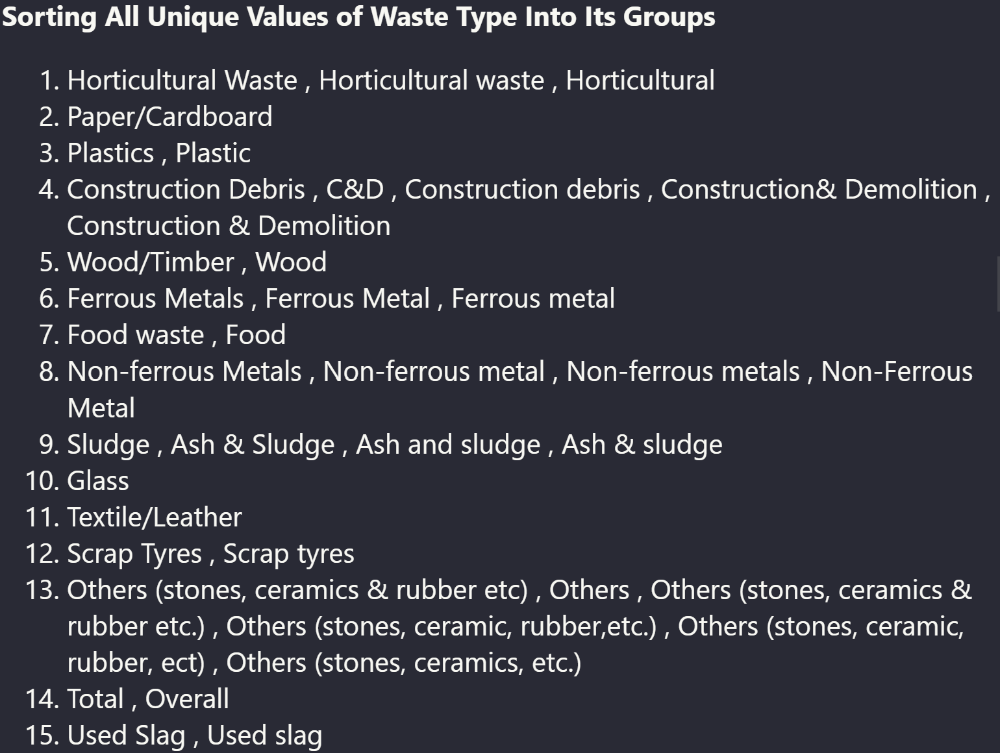 Sorting All Unique Values of Waste Type Into Its Groups
1. Horticultural Waste , Horticultural waste , Horticultural
2. Paper/Cardboard
3. Plastics , Plastic
4. Construction Debris , C&D , Construction debris , Construction& Demolition ,
Construction & Demolition
5. Wood/Timber , Wood
6. Ferrous Metals , Ferrous Metal , Ferrous metal
7. Food waste , Food
8. Non-ferrous Metals , Non-ferrous metal , Non-ferrous metals , Non-Ferrous
Metal
9. Sludge , Ash & Sludge , Ash and sludge , Ash & sludge
10. Glass
11. Textile/Leather
12. Scrap Tyres , Scrap tyres
13. Others (stones, ceramics & rubber etc) , Others , Others (stones, ceramics &
rubber etc.) , Others (stones, ceramic, rubber,etc.) , Others (stones, ceramic,
rubber, ect) , Others (stones, ceramics, etc.)
14. Total , Overall
15. Used Slag , Used slag